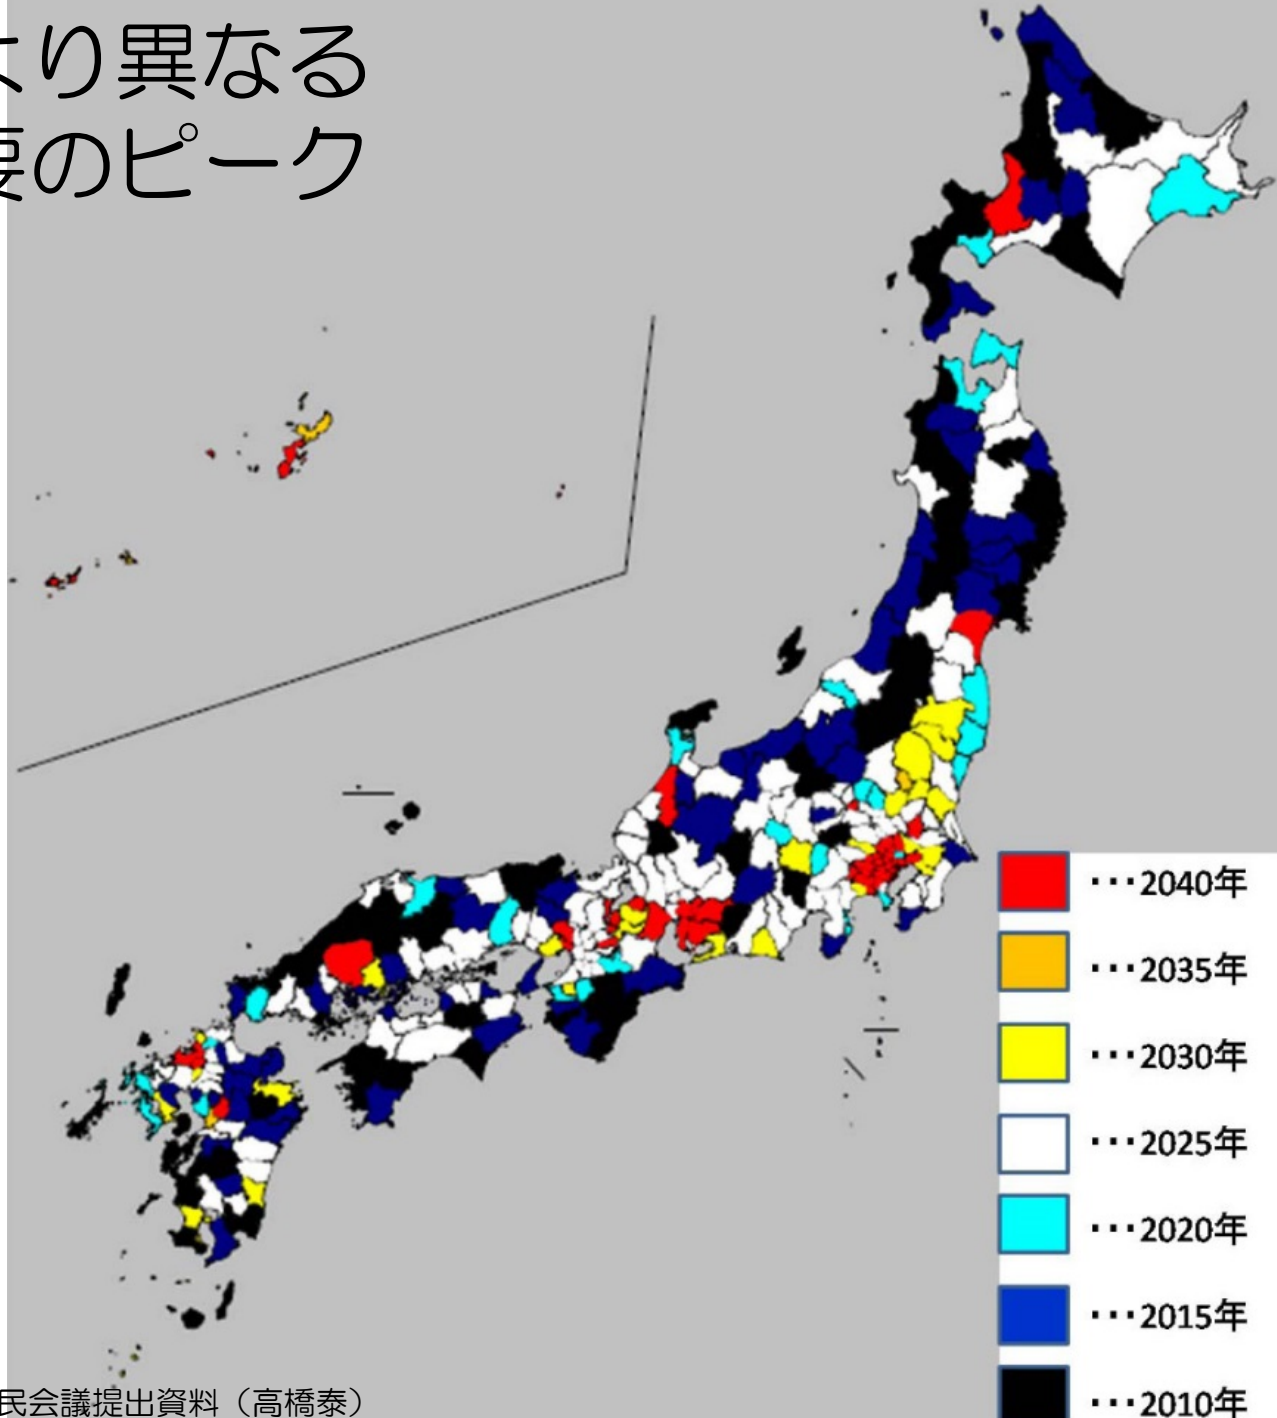 より異なる
要のピーク
…2040年
…2035年
…2030年
…2025年
…2020年
…2015年
…2010年
民会議提出資料（高橋泰）